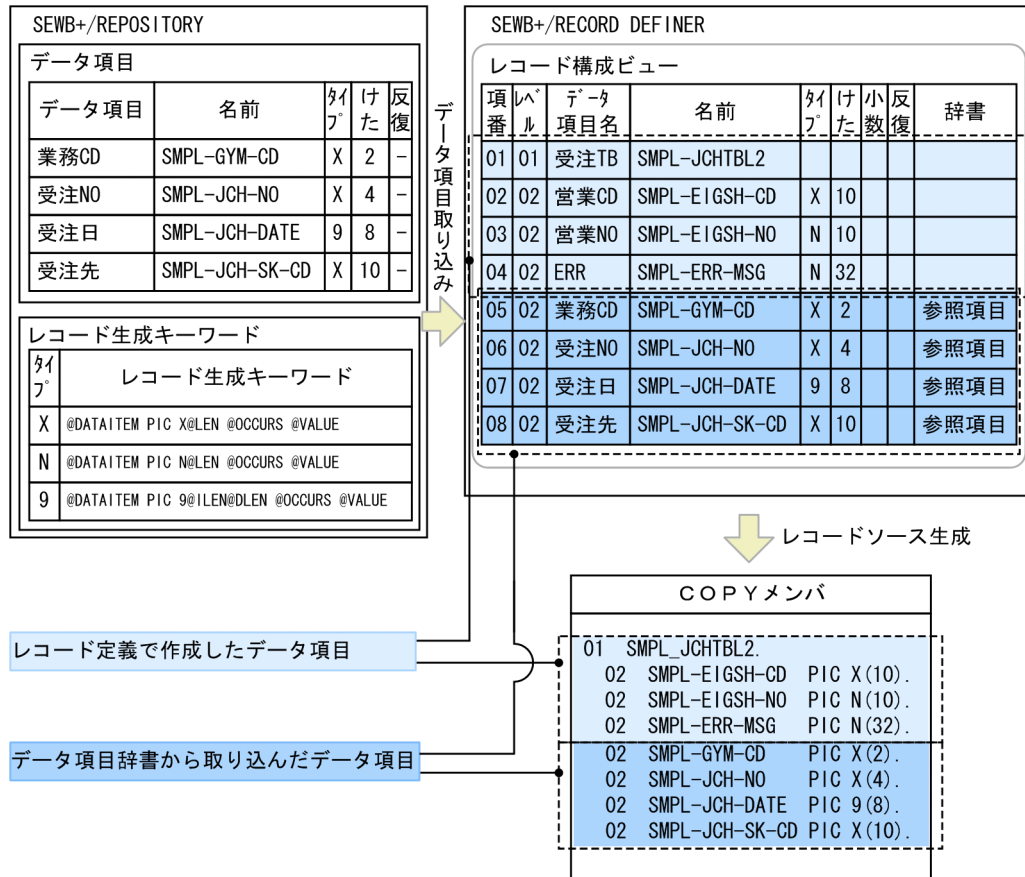 SEWB+/REPOSITORY
データ項目
データ項目 名前 タイプ けた 反復
業務CD SMPL-GYM-CD X 2 −
受注NO SMPL-JCH-NO X 4 −
受注日 SMPL-JCH-DATE 9 8 −
受注先 SMPL-JCH-SK-CD X 10 −
レコード生成キーワード
タイプ レコード生成キーワード
X @DATAITEM PIC X@LEN @OCCURS @VALUE
N @DATAITEM PIC N@LEN @OCCURS @VALUE
9 @DATAITEM PIC 9@ILEN@DLEN @OCCURS @VALUE
データ項目取り込み
SEWB+/RECORD DEFINER
レコード構成ビュー
項番 レベル データ項目名 名前 タイプ けた 小数 反復 辞書
01 01 受注TB SMPL-JCHTBL2
02 02 営業CD SMPL-EIGSH-CD X 10
03 02 営業NO SMPL-EIGSH-NO N 10
04 02 ERR SMPL-ERR-MSG N 32
05 02 業務CD SMPL-GYM-CD X 2 参照項目
06 02 受注NO SMPL-JCH-NO X 4 参照項目
07 02 受注日 SMPL-JCH-DATE 9 8 参照項目
08 02 受注先 SMPL-JCH-SK-CD X 10 参照項目
レコードソース生成
COPYメンバ
01 SMPL_JCHTBL2.
02 SMPL-EIGSH-CD PIC X(10).
02 SMPL-EIGSH-NO PIC N(10).
02 SMPL-ERR-MSG PIC N(32).
02 SMPL-GYM-CD PIC X(2).
02 SMPL-JCH-NO PIC X(4).
02 SMPL-JCH-DATE PIC 9(8).
02 SMPL-JCH-SK-CD PIC X(10).
レコード定義で作成したデータ項目
データ項目辞書から取り込んだデータ項目